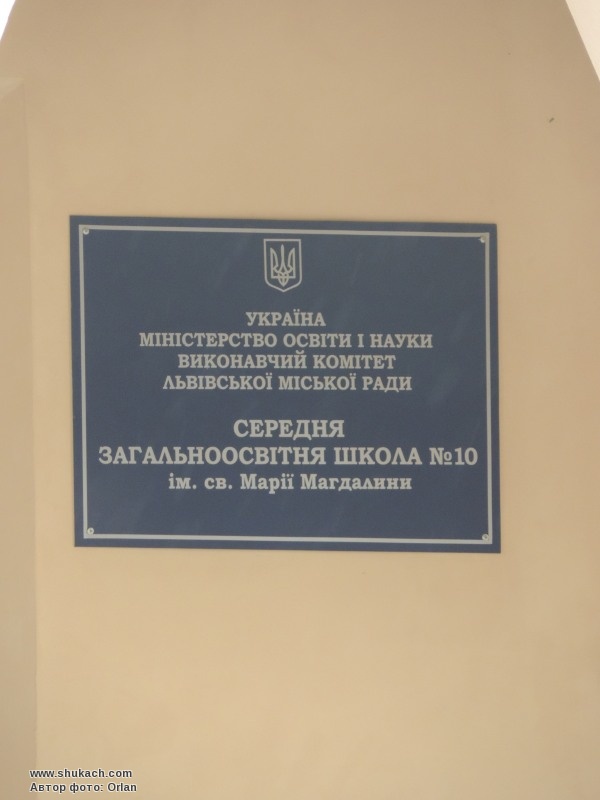 УКРАЇНА
МІНІСТЕРСТВО ОСВІТИ І НАУКИ
ВИКОНАВЧИЙ КОМІТЕТ
ЛЬВІВСЬКОЇ МІСЬКОЇ РАДИ
СЕРЕДНЯ
ЗАГАЛЬНООСВІТНЯ ШКОЛА №10
ім. св. Марії Магдалини
www.shukach.com
Автор фото: Orlan